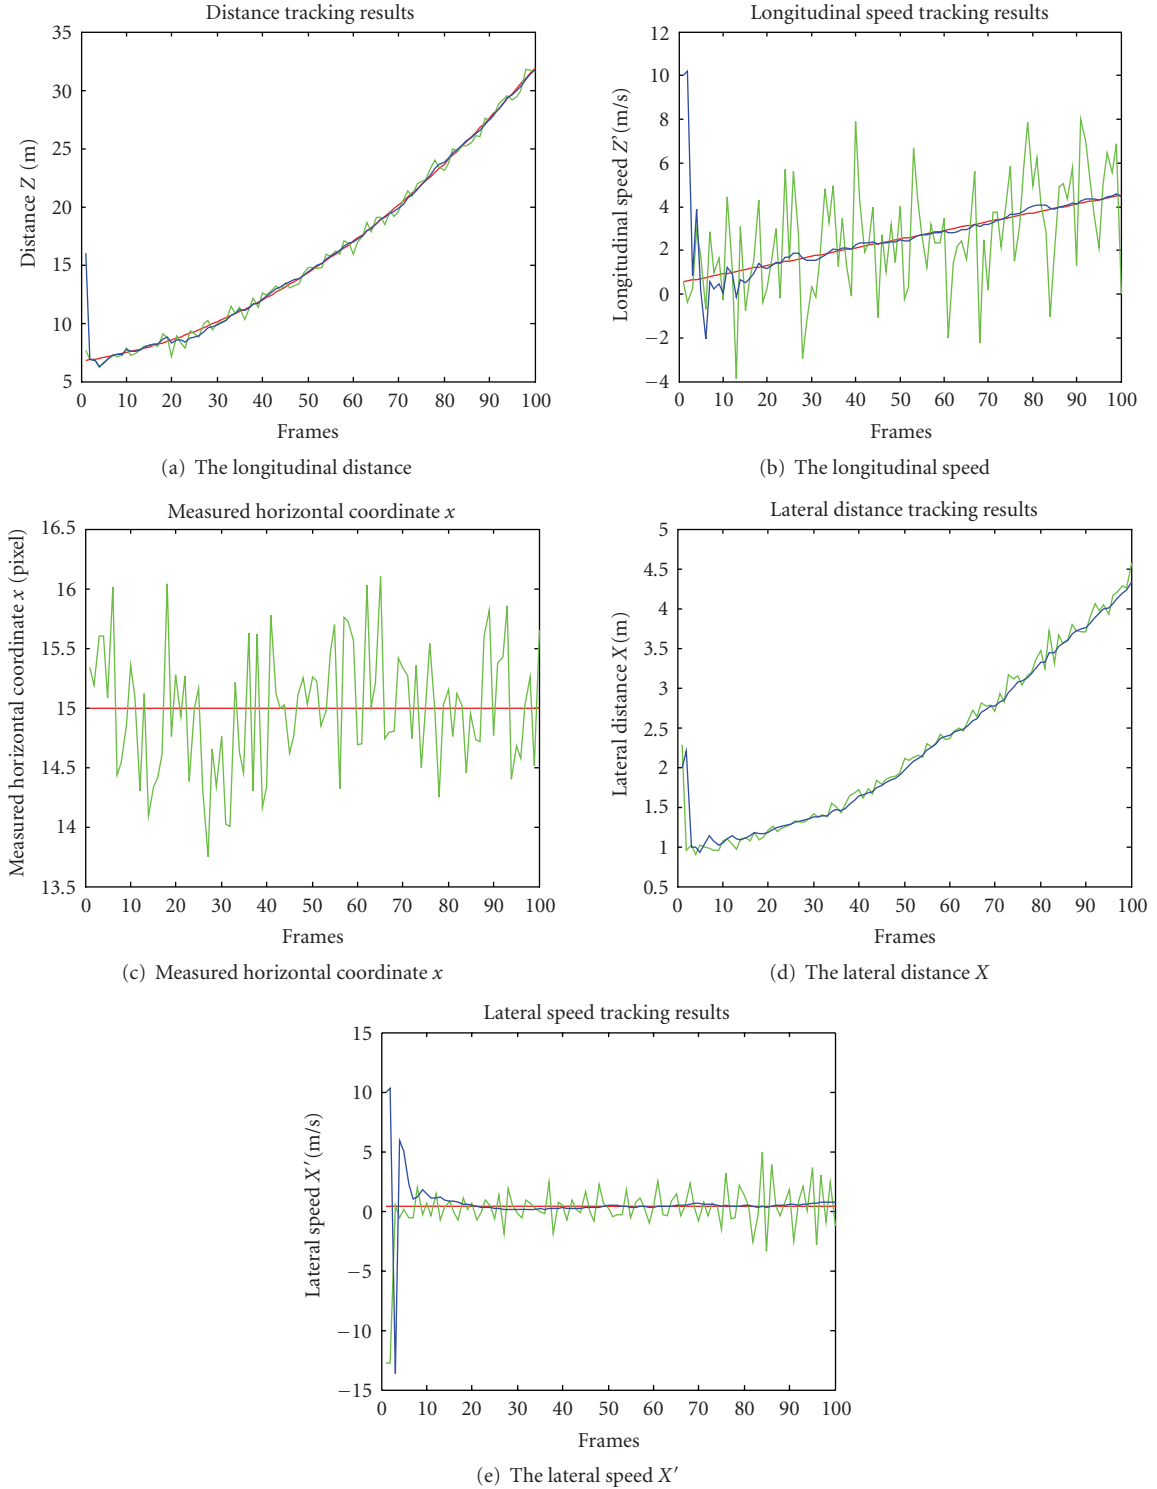 Distance tracking results
35
30
25
20
15
10
5
Distance Z (m)
0 10 20 30 40 50 60 70 80 90 100
Frames
(a) The longitudinal distance
Longitudinal speed tracking results
12
10
8
6
4
2
0
−2
−4
Longitudinal speed Z’ (m/s)
0 10 20 30 40 50 60 70 80 90 100
Frames
(b) The longitudinal speed
Measured horizontal coordinate x
16.5
16
15.5
15
14.5
14
13.5
Measured horizontal coordinate x (pixel)
0 10 20 30 40 50 60 70 80 90 100
Frames
(c) Measured horizontal coordinate x
Lateral distance tracking results
5
4.5
4
3.5
3
2.5
2
1.5
1
0.5
Lateral distance X (m)
0 10 20 30 40 50 60 70 80 90 100
Frames
(d) The lateral distance X
Lateral speed tracking results
15
10
5
0
−5
−10
−15
Lateral speed X′ (m/s)
0 10 20 30 40 50 60 70 80 90 100
Frames
(e) The lateral speed X′